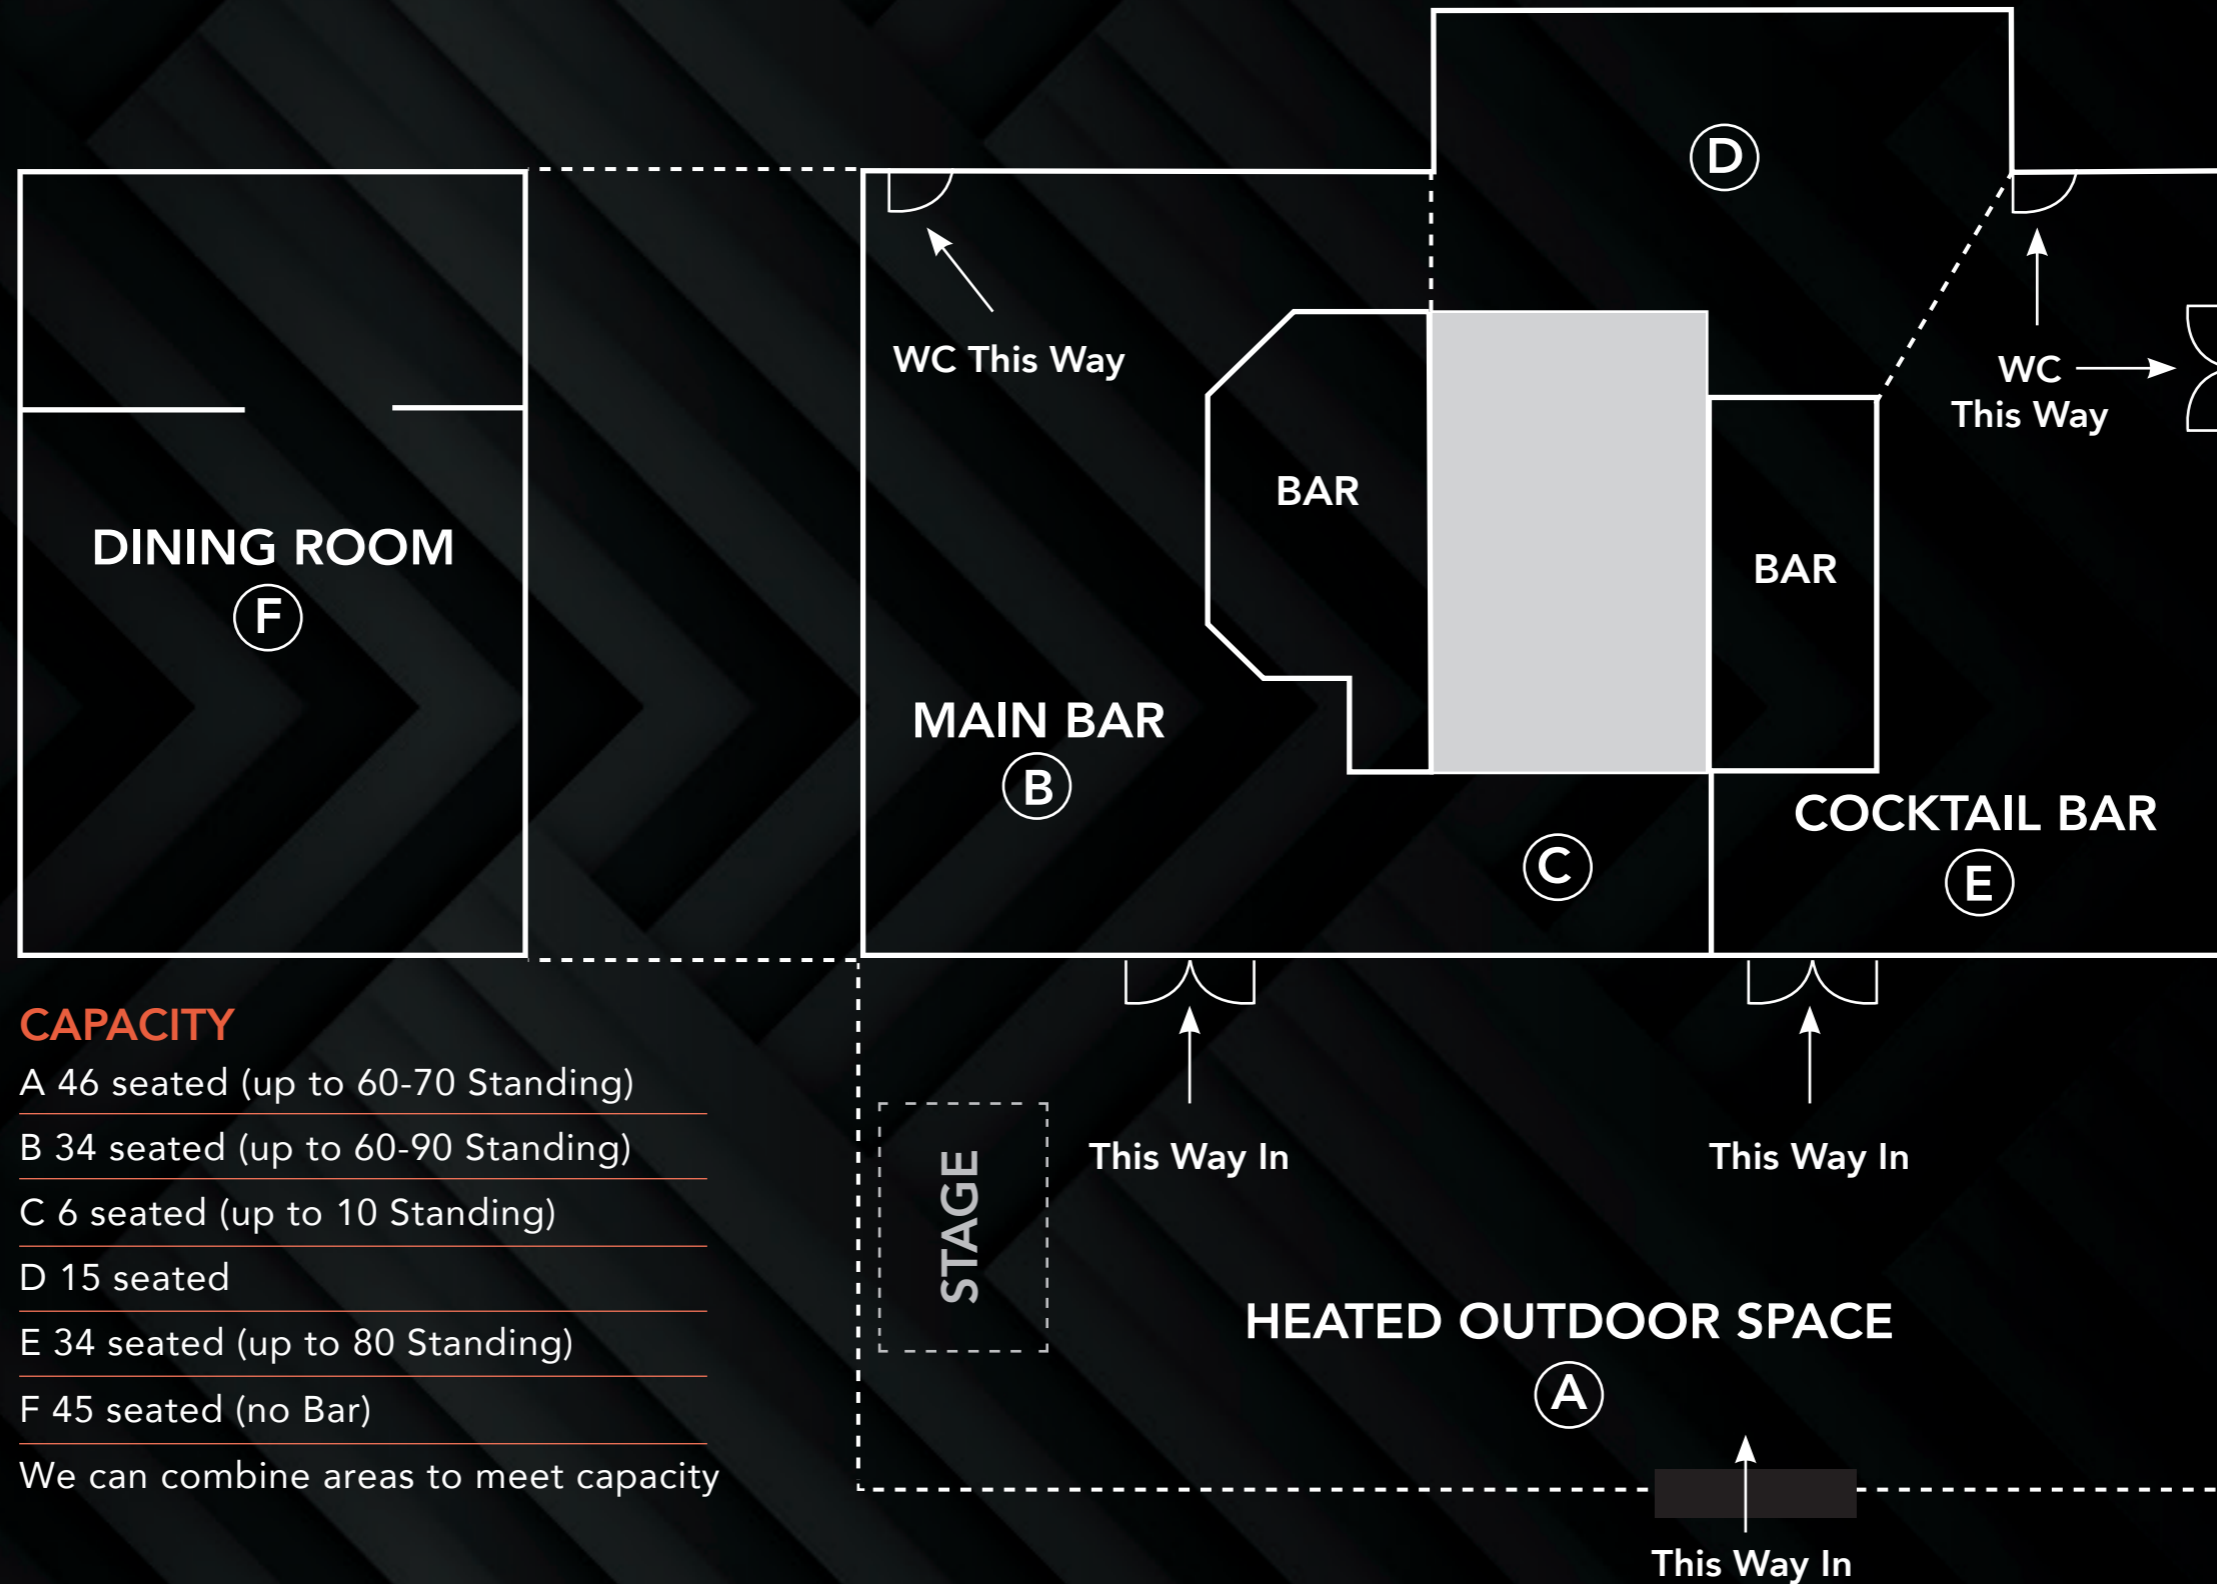 D
WC This Way
WC
This Way
BAR
BAR
DINING ROOM
F
MAIN BAR
B
COCKTAIL BAR
E
C
CAPACITY
A 46 seated (up to 60-70 Standing)
B 34 seated (up to 60-90 Standing)
C 6 seated (up to 10 Standing)
D 15 seated
E 34 seated (up to 80 Standing)
F 45 seated (no Bar)
We can combine areas to meet capacity
This Way In
This Way In
STAGE
HEATED OUTDOOR SPACE
A
This Way In